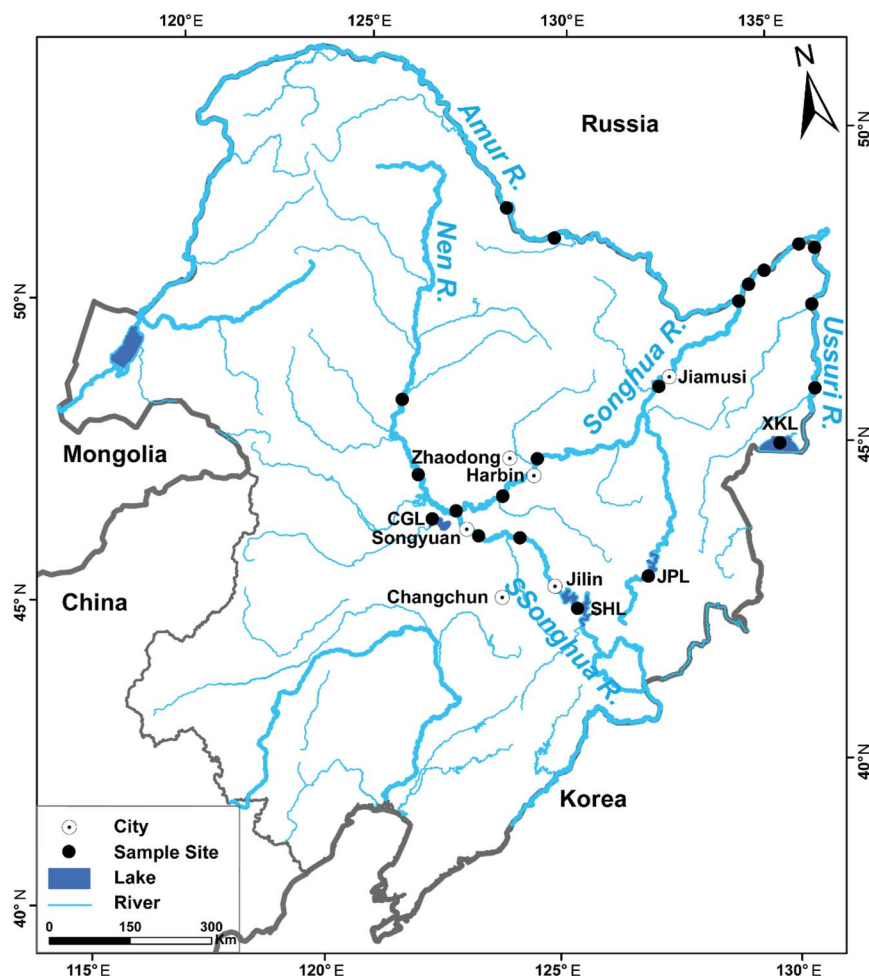 120° E
125° E
130° E
135° E
N
Russia
50° N
Amur R.
Nen R.
50° N
Songhua R.
Ussuri R.
Jiamusi
XKL
45° N
Mongolia
Zhaodong
Harbin
CGL
Songyuan
Jilin
JPL
China
45° N
Changchun
SHL
SSonghua R.
40° N
Korea
City
Sample Site
Lake
River
0 150 300
Km
40° N
115° E
120° E
125° E
130° E